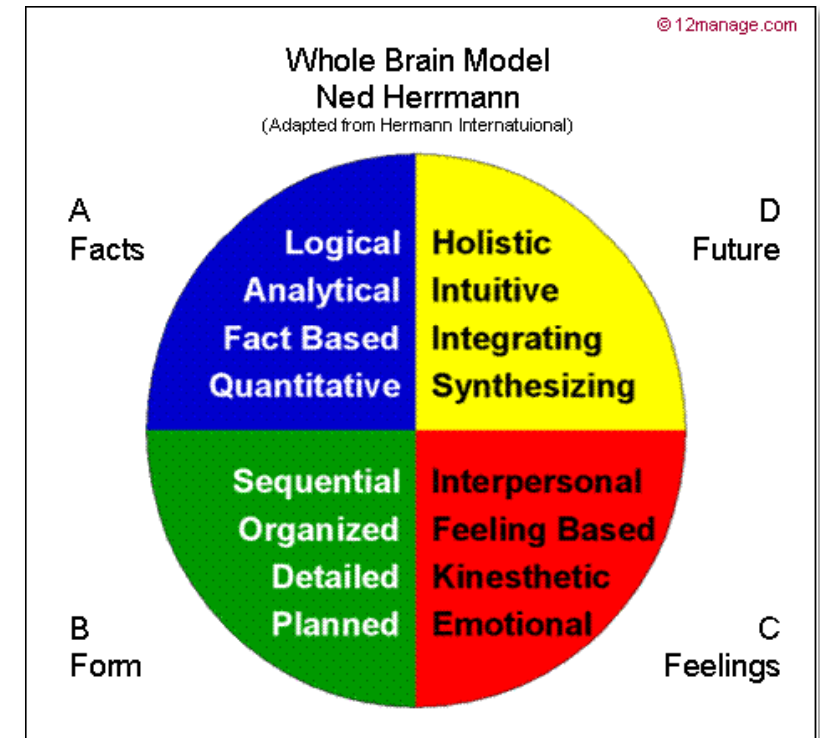 © 12manage.com
Whole Brain Model
Ned Herrmann
(Adapted from Hermann Internatuional)
A
Facts
D
Future
Logical
Analytical
Fact Based
Quantitative
Holistic
Intuitive
Integrating
Synthesizing
Sequential
Organized
Detailed
Planned
Interpersonal
Feeling Based
Kinesthetic
Emotional
B
Form
C
Feelings